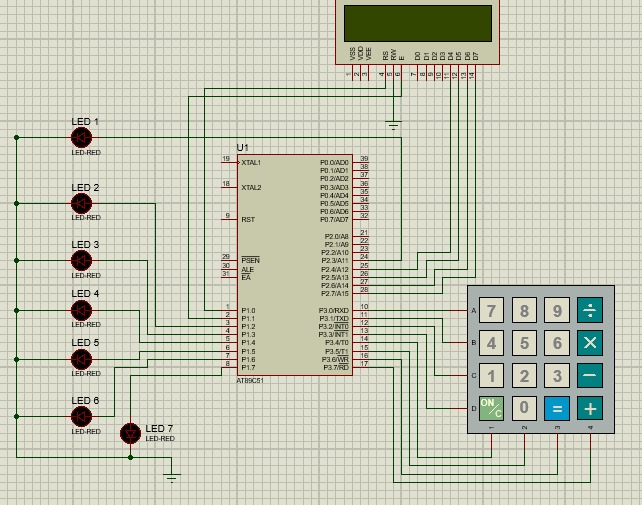 VSS VDD VEE RS RW E D0 D1 D2 D3 D4 D5 D6 D7
1 2 3 4 5 6 7 8 9 10 11 12 13 14
LED 1
LED-RED
LED 2
LED-RED
LED 3
LED-RED
LED 4
LED-RED
LED 5
LED-RED
LED 6
LED-RED
LED 7
LED-RED
U1
19 XTAL1 P0.0/AD0 39
P0.1/AD1 38
P0.2/AD2 37
18 XTAL2 P0.3/AD3 36
P0.4/AD4 35
P0.5/AD5 34
P0.6/AD6 33
9 RST P0.7/AD7 32
P2.0/A8 21
P2.1/A9 22
P2.2/A10 23
29 PSEN P2.3/A11 24
30 ALE P2.4/A12 25
31 EA P2.5/A13 26
P2.6/A14 27
P2.7/A15 28
1 P1.0 P3.0/RXD 10
2 P1.1 P3.1/TXD 11
3 P1.2 P3.2/INT0 12
4 P1.3 P3.3/INT1 13
5 P1.4 P3.4/T0 14
6 P1.5 P3.5/T1 15
7 P1.6 P3.6/WR 16
8 P1.7 P3.7/RD 17
AT89C51
A 7 8 9 ÷
B 4 5 6 ×
C 1 2 3 −
D ON/C 0 = +
1 2 3 4